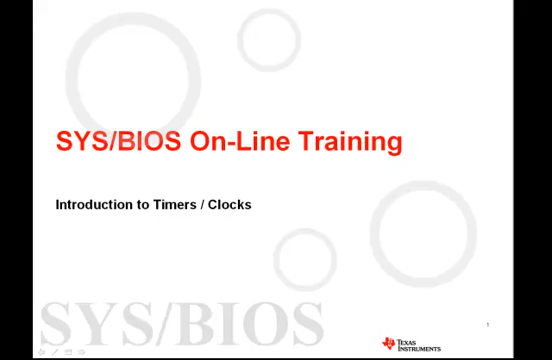 SYS/BIOS On-Line Training
Introduction to Timers / Clocks
SYS/BIOS
1
TEXAS
INSTRUMENTS